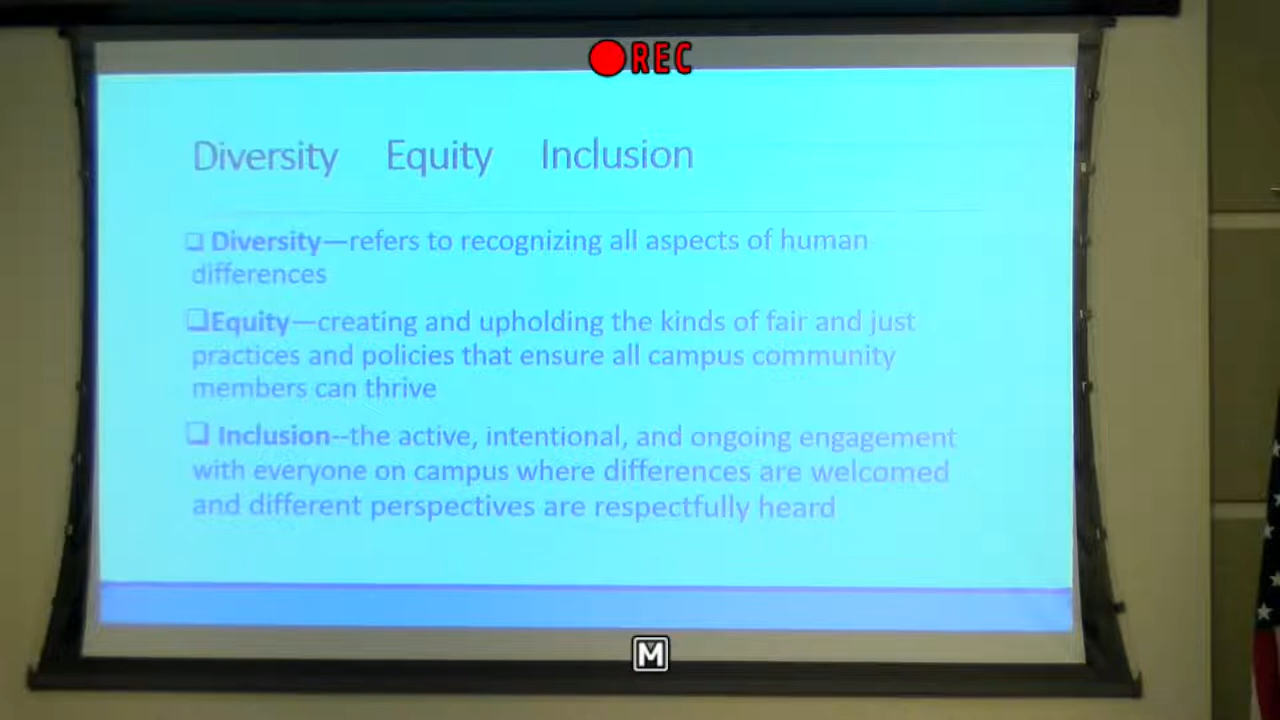 REC
Diversity Equity Inclusion
❑ Diversity—refers to recognizing all aspects of human
differences
❑Equity—creating and upholding the kinds of fair and just
practices and policies that ensure all campus community
members can thrive
❑ Inclusion--the active, intentional, and ongoing engagement
with everyone on campus where differences are welcomed
and different perspectives are respectfully heard
M